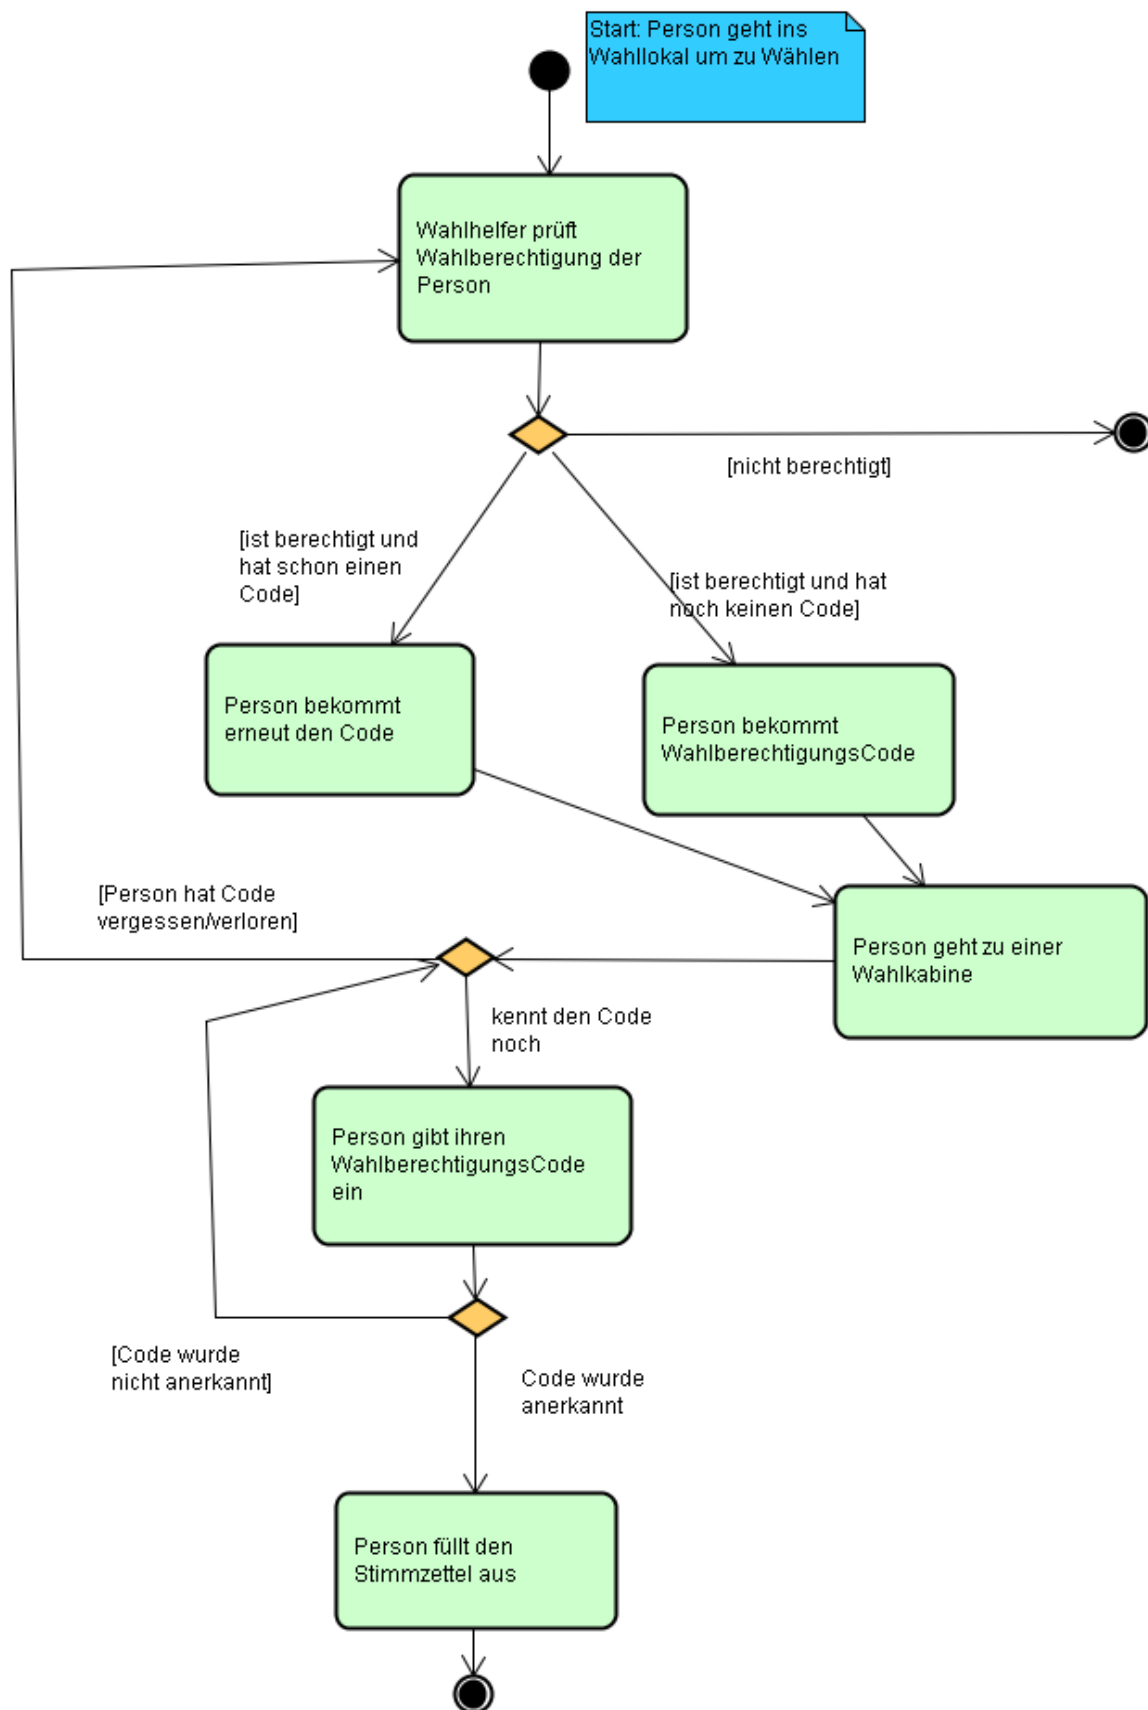 Start: Person geht ins
Wahllokal um zu Wählen
Wahlhelfer prüft
Wahlberechtigung der
Person
[nicht berechtigt]
[ist berechtigt und
hat schon einen
Code]
[ist berechtigt und hat
noch keinen Code]
Person bekommt
erneut den Code
Person bekommt
WahlberechtigungsCode
[Person hat Code
vergessen/verloren]
Person geht zu einer
Wahlkabine
kennt den Code
noch
Person gibt ihren
WahlberechtigungsCode
ein
[Code wurde
nicht anerkannt]
Code wurde
anerkannt
Person füllt den
Stimmzettel aus